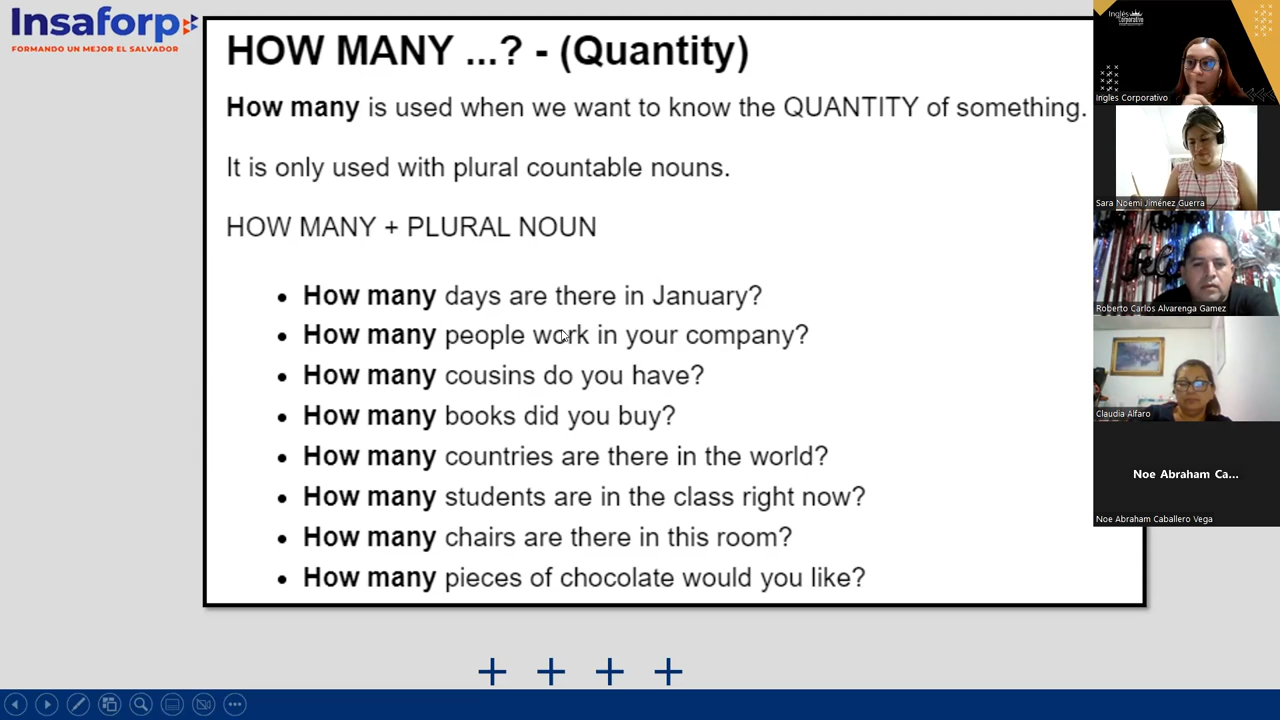 Insaforp
FORMANDO UN MEJOR EL SALVADOR
HOW MANY ...? - (Quantity)
How many is used when we want to know the QUANTITY of something.
It is only used with plural countable nouns.
HOW MANY + PLURAL NOUN
• How many days are there in January?
• How many people work in your company?
• How many cousins do you have?
• How many books did you buy?
• How many countries are there in the world?
• How many students are in the class right now?
• How many chairs are there in this room?
• How many pieces of chocolate would you like?
Inglés
Corporativo
Ingles Corporativo
Sara Noemi Jiménez Guerra
Roberto Carlos Alvarenga Gamez
Claudia Alfaro
Noe Abraham Ca...
Noe Abraham Caballero Vega